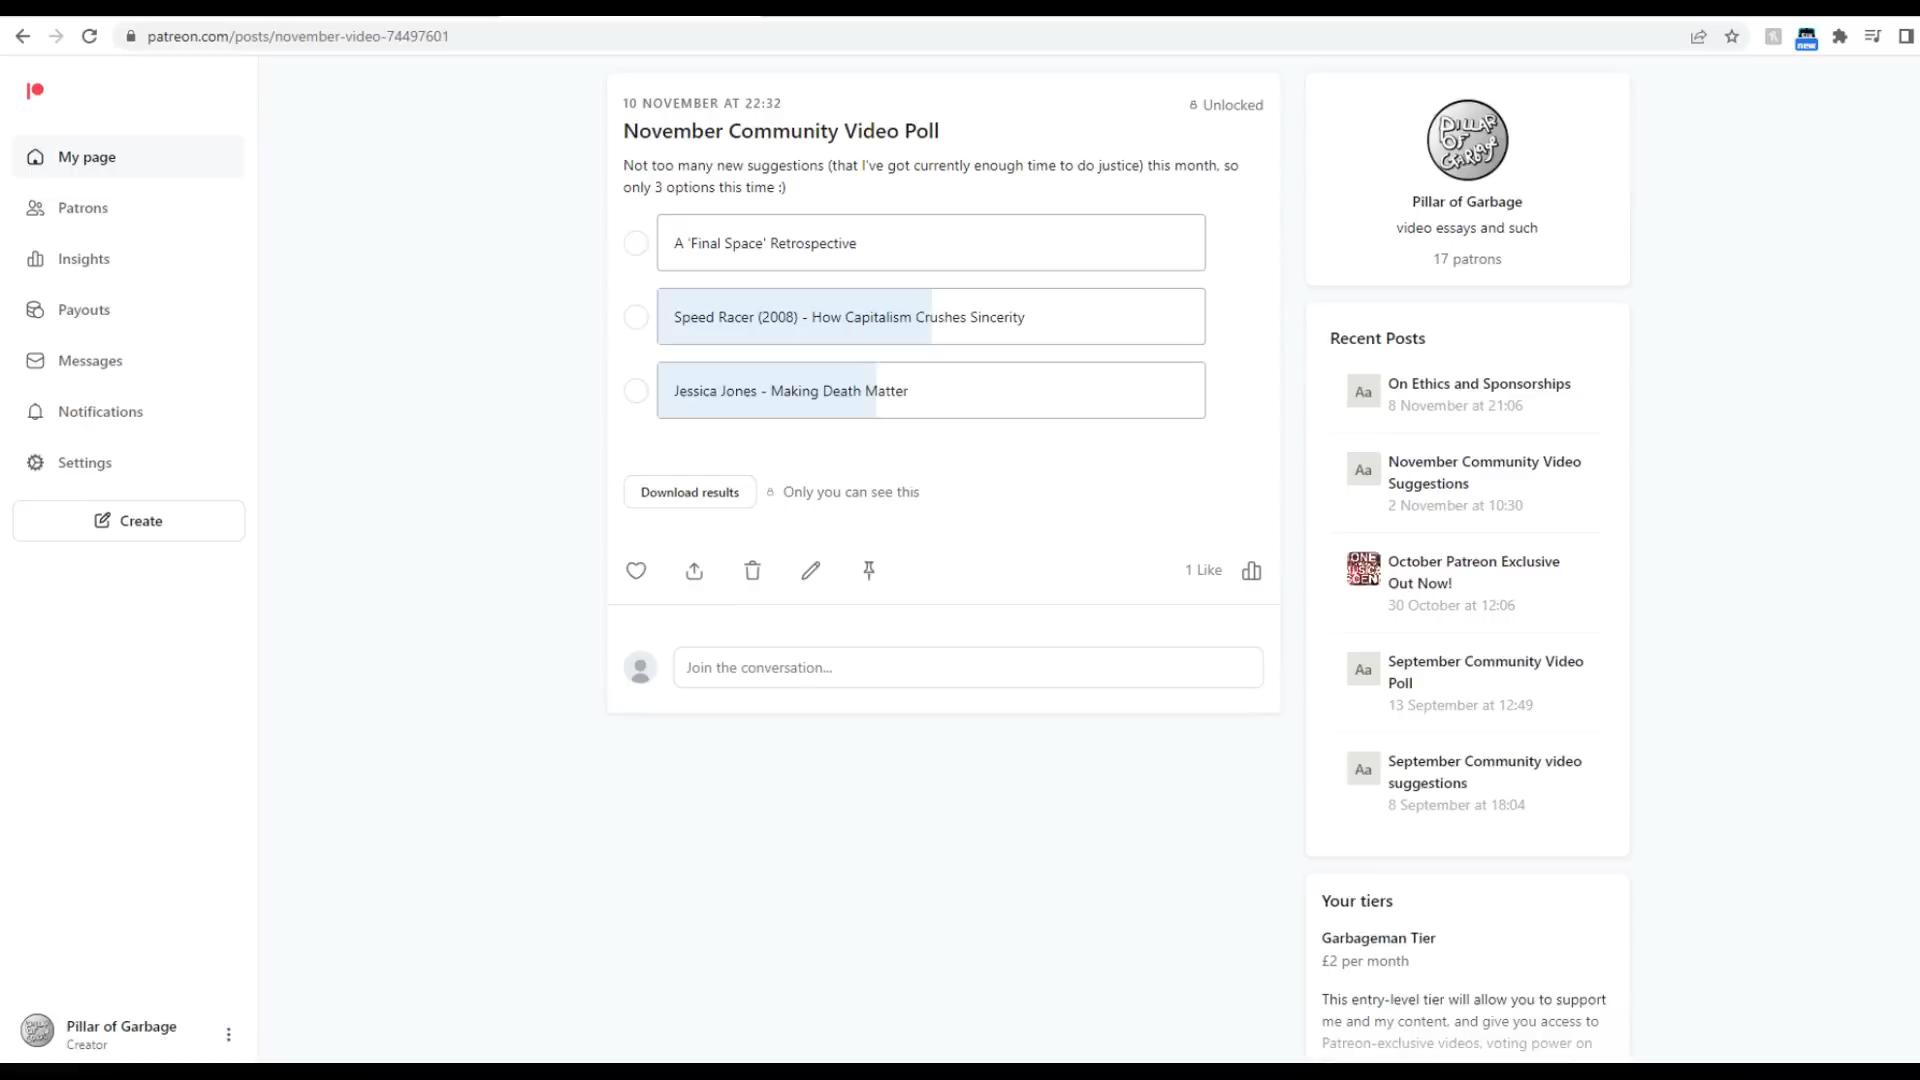 patreon.com/posts/november-video-74497601
new
My page
Patrons
Insights
Payouts
Messages
Notifications
Settings
Create
Pillar of Garbage
Creator
10 NOVEMBER AT 22:32
Unlocked
November Community Video Poll
Not too many new suggestions (that I've got currently enough time to do justice) this month, so
only 3 options this time :)
A 'Final Space' Retrospective
Speed Racer (2008) - How Capitalism Crushes Sincerity
Jessica Jones - Making Death Matter
Download results
Only you can see this
1 Like
Join the conversation...
PILLAR
OF
GARBAGE
Pillar of Garbage
video essays and such
17 patrons
Recent Posts
Aa
On Ethics and Sponsorships
8 November at 21:06
Aa
November Community Video
Suggestions
2 November at 10:30
ONE
MUSICAL
SCEN
October Patreon Exclusive
Out Now!
30 October at 12:06
Aa
September Community Video
Poll
13 September at 12:49
Aa
September Community video
suggestions
8 September at 18:04
Your tiers
Garbageman Tier
£2 per month
This entry-level tier will allow you to support
me and my content, and give you access to
Patreon-exclusive videos, voting power on